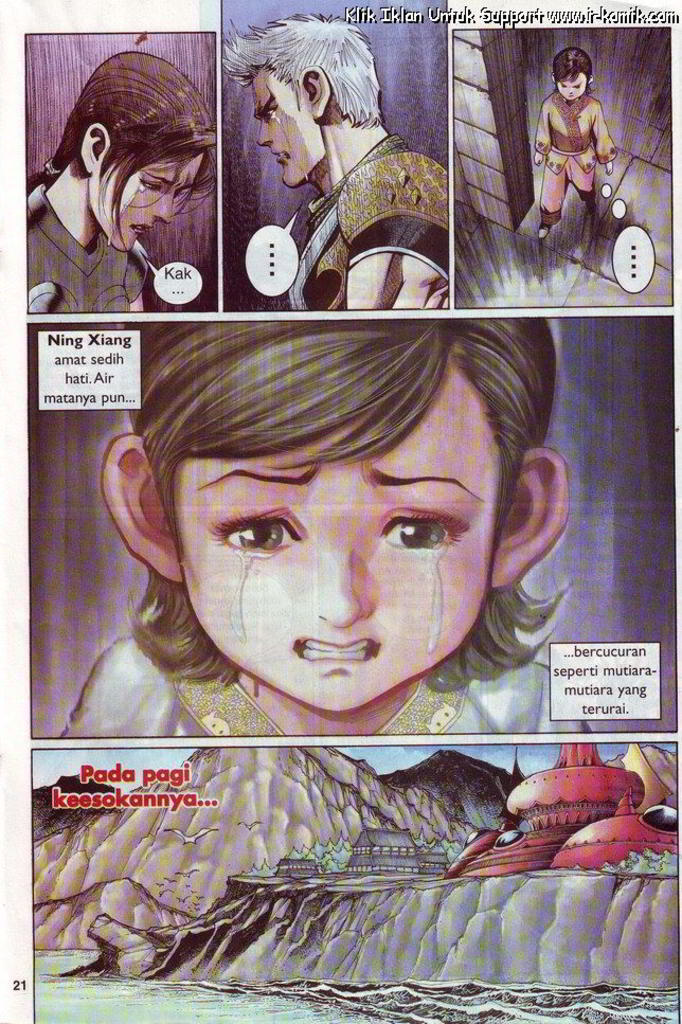 Klik Iklan Untuk Support www.ir-komik.com
Kak
...
...
...
Ning Xiang
amat sedih
hati. Air
matanya pun...
...bercucuran
seperti mutiara-
mutiara yang
terurai.
Pada pagi
keesokannya...
21